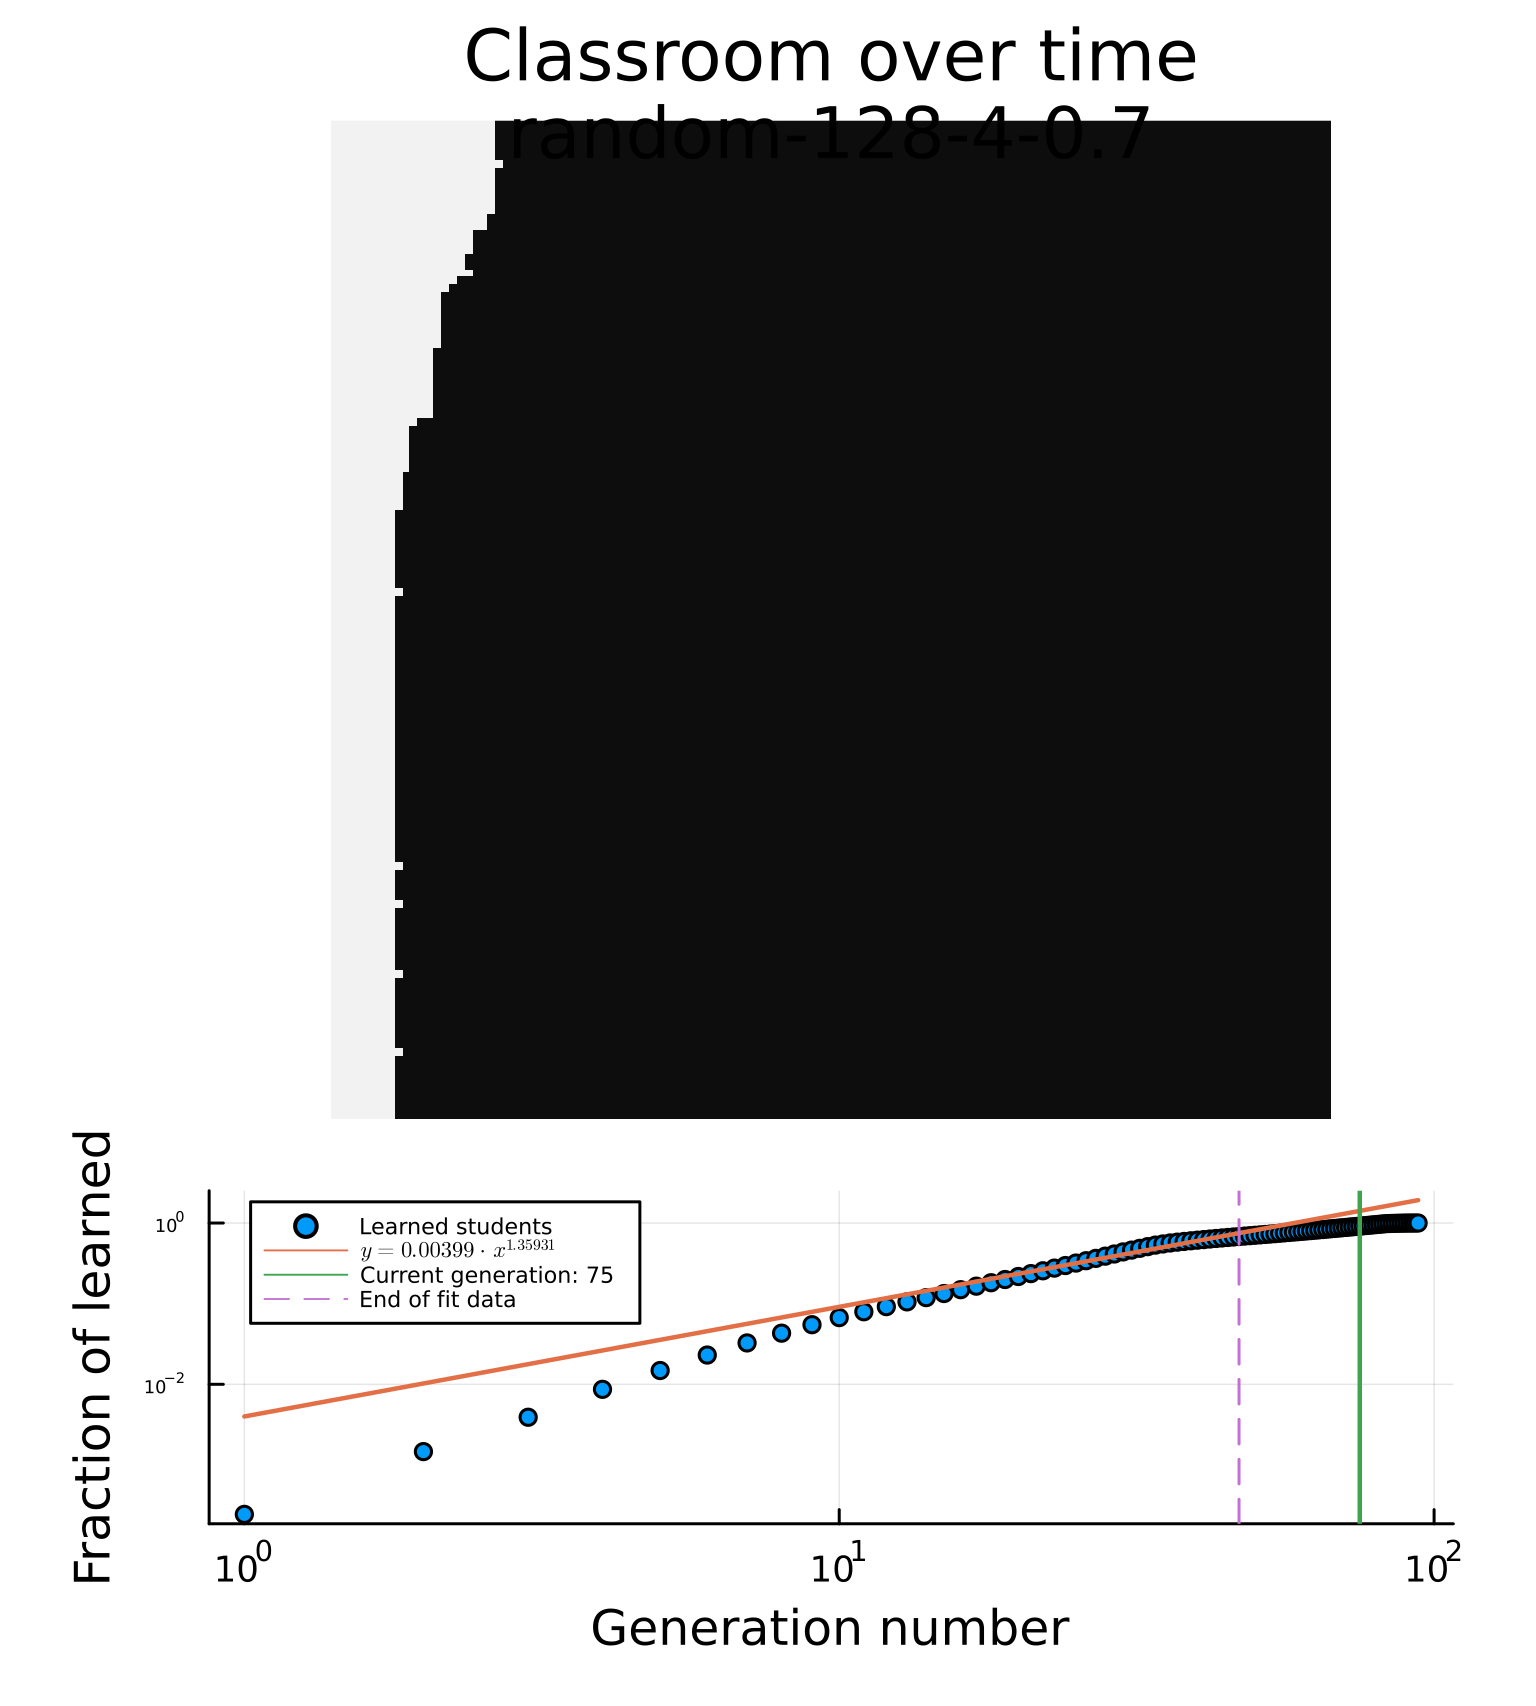 Classroom over time
random-128-4-0.7
Fraction of learned
10⁰
10⁻²
Learned students
y = 0.00399 · x^1.35931
Current generation: 75
End of fit data
10⁰ 10¹ 10²
Generation number